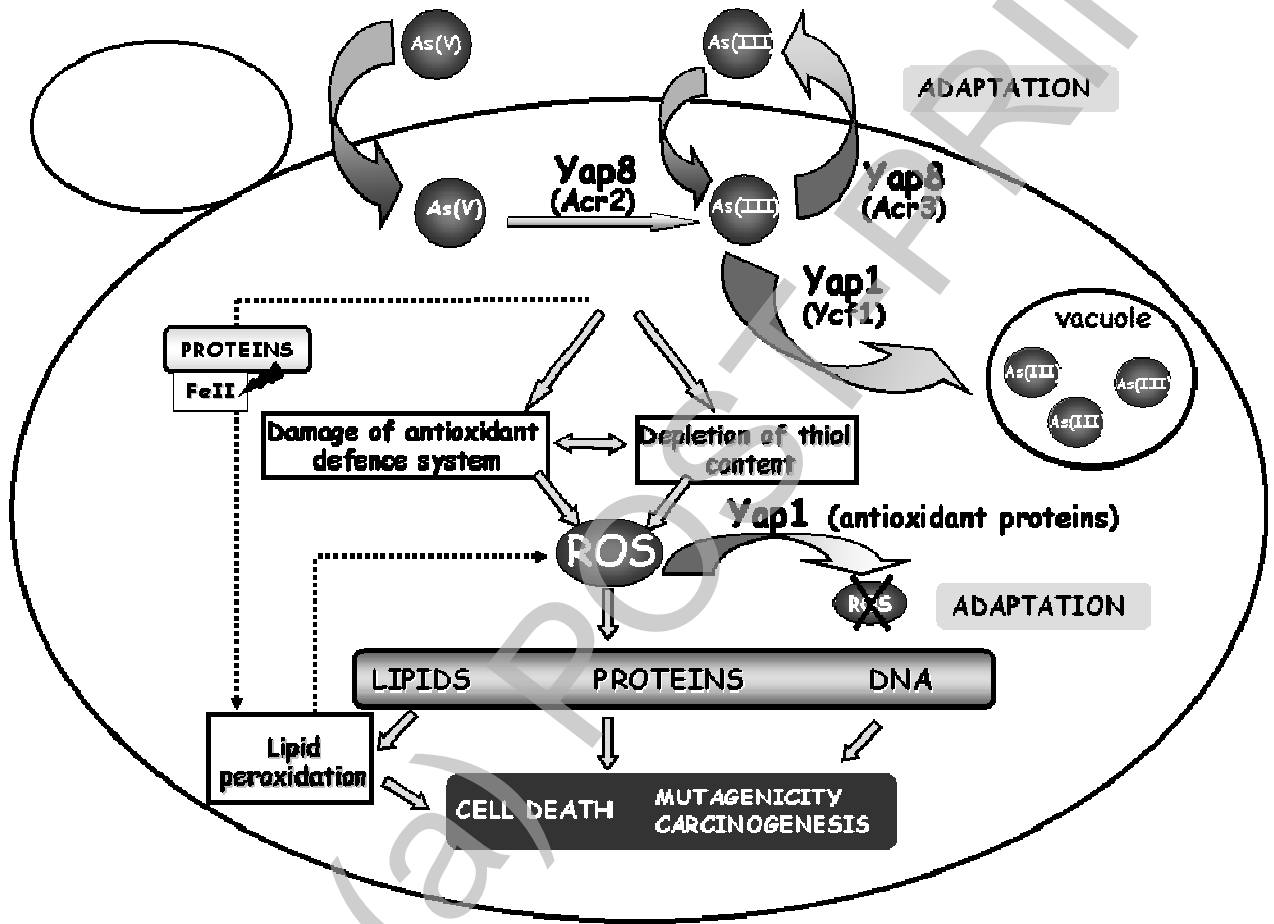 As(V)
As(III)
ADAPTATION
As(V)
Yap8
(Acr2)
As(III)
Yap8
(Acr3)
Yap1
(Ycf1)
vacuole
As(III)
As(III)
As(III)
PROTEINS
FeII
Damage of antioxidant
defence system
Depletion of thiol
content
Yap1 (antioxidant proteins)
ROS
ROS
ADAPTATION
LIPIDS PROTEINS DNA
Lipid
peroxidation
CELL DEATH
MUTAGENICITY
CARCINOGENESIS
(a) POST-PRI